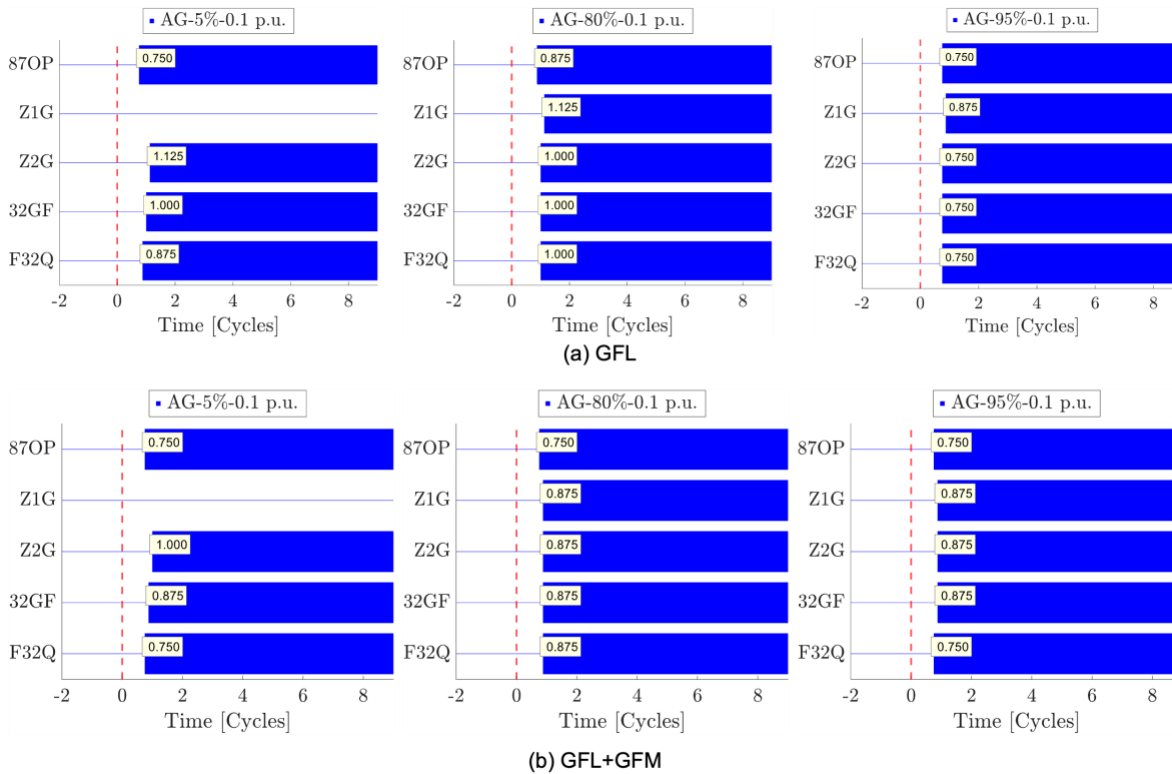 AG-5%-0.1 p.u.
87OP
0.750
Z1G
Z2G
1.125
32GF
1.000
F32Q
0.875
-2 0 2 4 6 8
Time [Cycles]
AG-80%-0.1 p.u.
87OP
0.875
Z1G
1.125
Z2G
1.000
32GF
1.000
F32Q
1.000
-2 0 2 4 6 8
Time [Cycles]
AG-95%-0.1 p.u.
87OP
0.750
Z1G
0.875
Z2G
0.750
32GF
0.750
F32Q
0.750
-2 0 2 4 6 8
Time [Cycles]
(a) GFL
AG-5%-0.1 p.u.
87OP
0.750
Z1G
Z2G
1.000
32GF
0.875
F32Q
0.750
-2 0 2 4 6 8
Time [Cycles]
AG-80%-0.1 p.u.
87OP
0.750
Z1G
0.875
Z2G
0.875
32GF
0.875
F32Q
0.875
-2 0 2 4 6 8
Time [Cycles]
AG-95%-0.1 p.u.
87OP
0.750
Z1G
0.875
Z2G
0.875
32GF
0.875
F32Q
0.750
-2 0 2 4 6 8
Time [Cycles]
(b) GFL+GFM